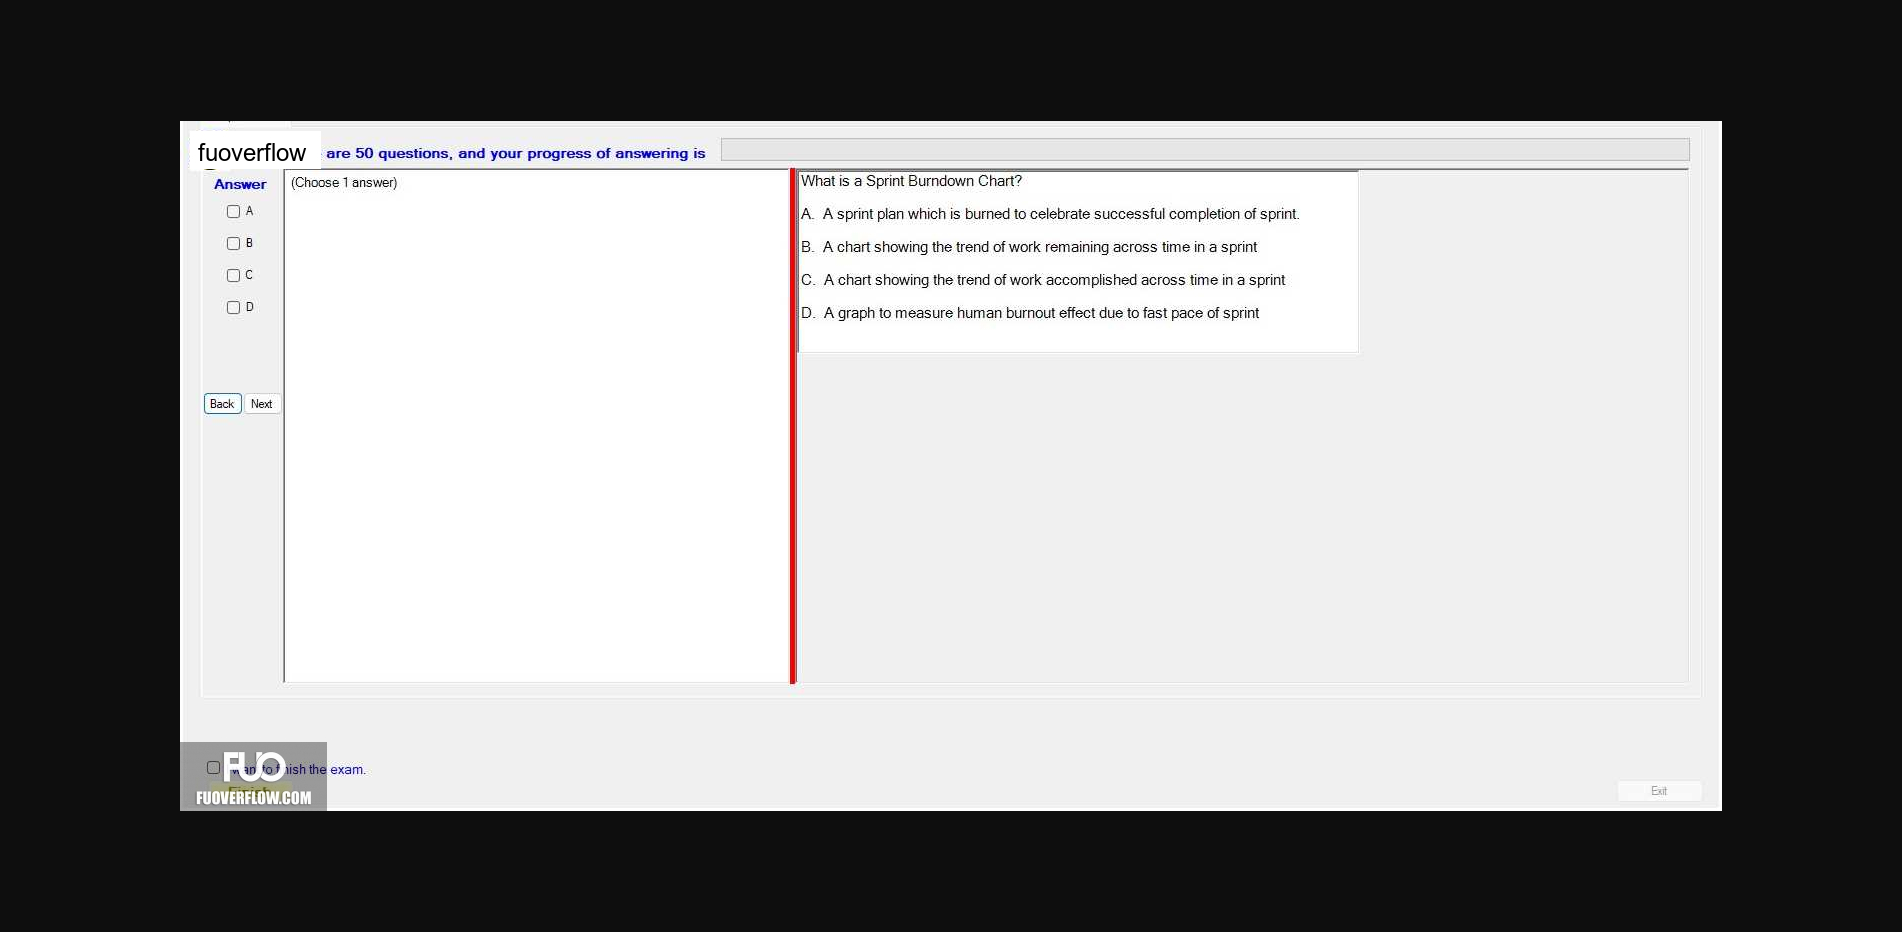 fuoverflow are 50 questions, and your progress of answering is
Answer
(Choose 1 answer)
A
B
C
D
Back Next
What is a Sprint Burndown Chart?
A. A sprint plan which is burned to celebrate successful completion of sprint.
B. A chart showing the trend of work remaining across time in a sprint
C. A chart showing the trend of work accomplished across time in a sprint
D. A graph to measure human burnout effect due to fast pace of sprint
FUO
want to finish the exam.
Finish
FUOVERFLOW.COM
Exit